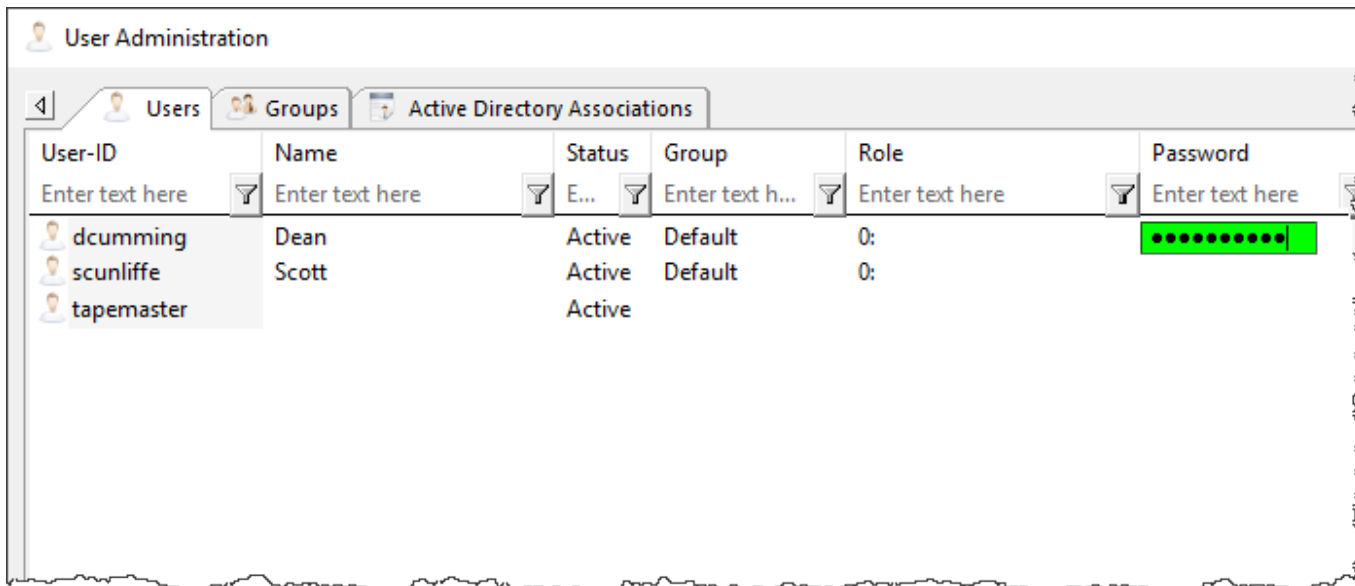 User Administration
Users Groups Active Directory Associations
User-ID Name Status Group Role Password
Enter text here Enter text here E... Enter text h... Enter text here Enter text here
dcumming Dean Active Default 0: ••••••••••
scunliffe Scott Active Default 0:
tapemaster Active